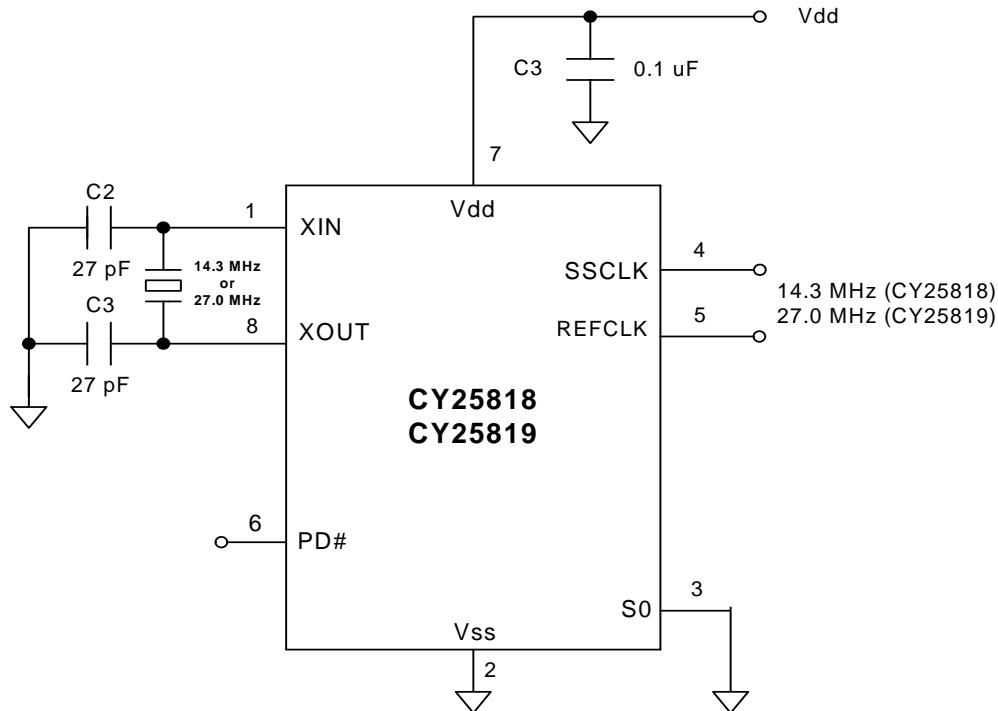 Vdd
C3 0.1 uF
7
Vdd
C2
27 pF
1
XIN
14.3 MHz
or
27.0 MHz
C3
27 pF
8
XOUT
SSCLK
4
14.3 MHz (CY25818)
27.0 MHz (CY25819)
REFCLK
5
CY25818
CY25819
6
PD#
S0
3
Vss
2